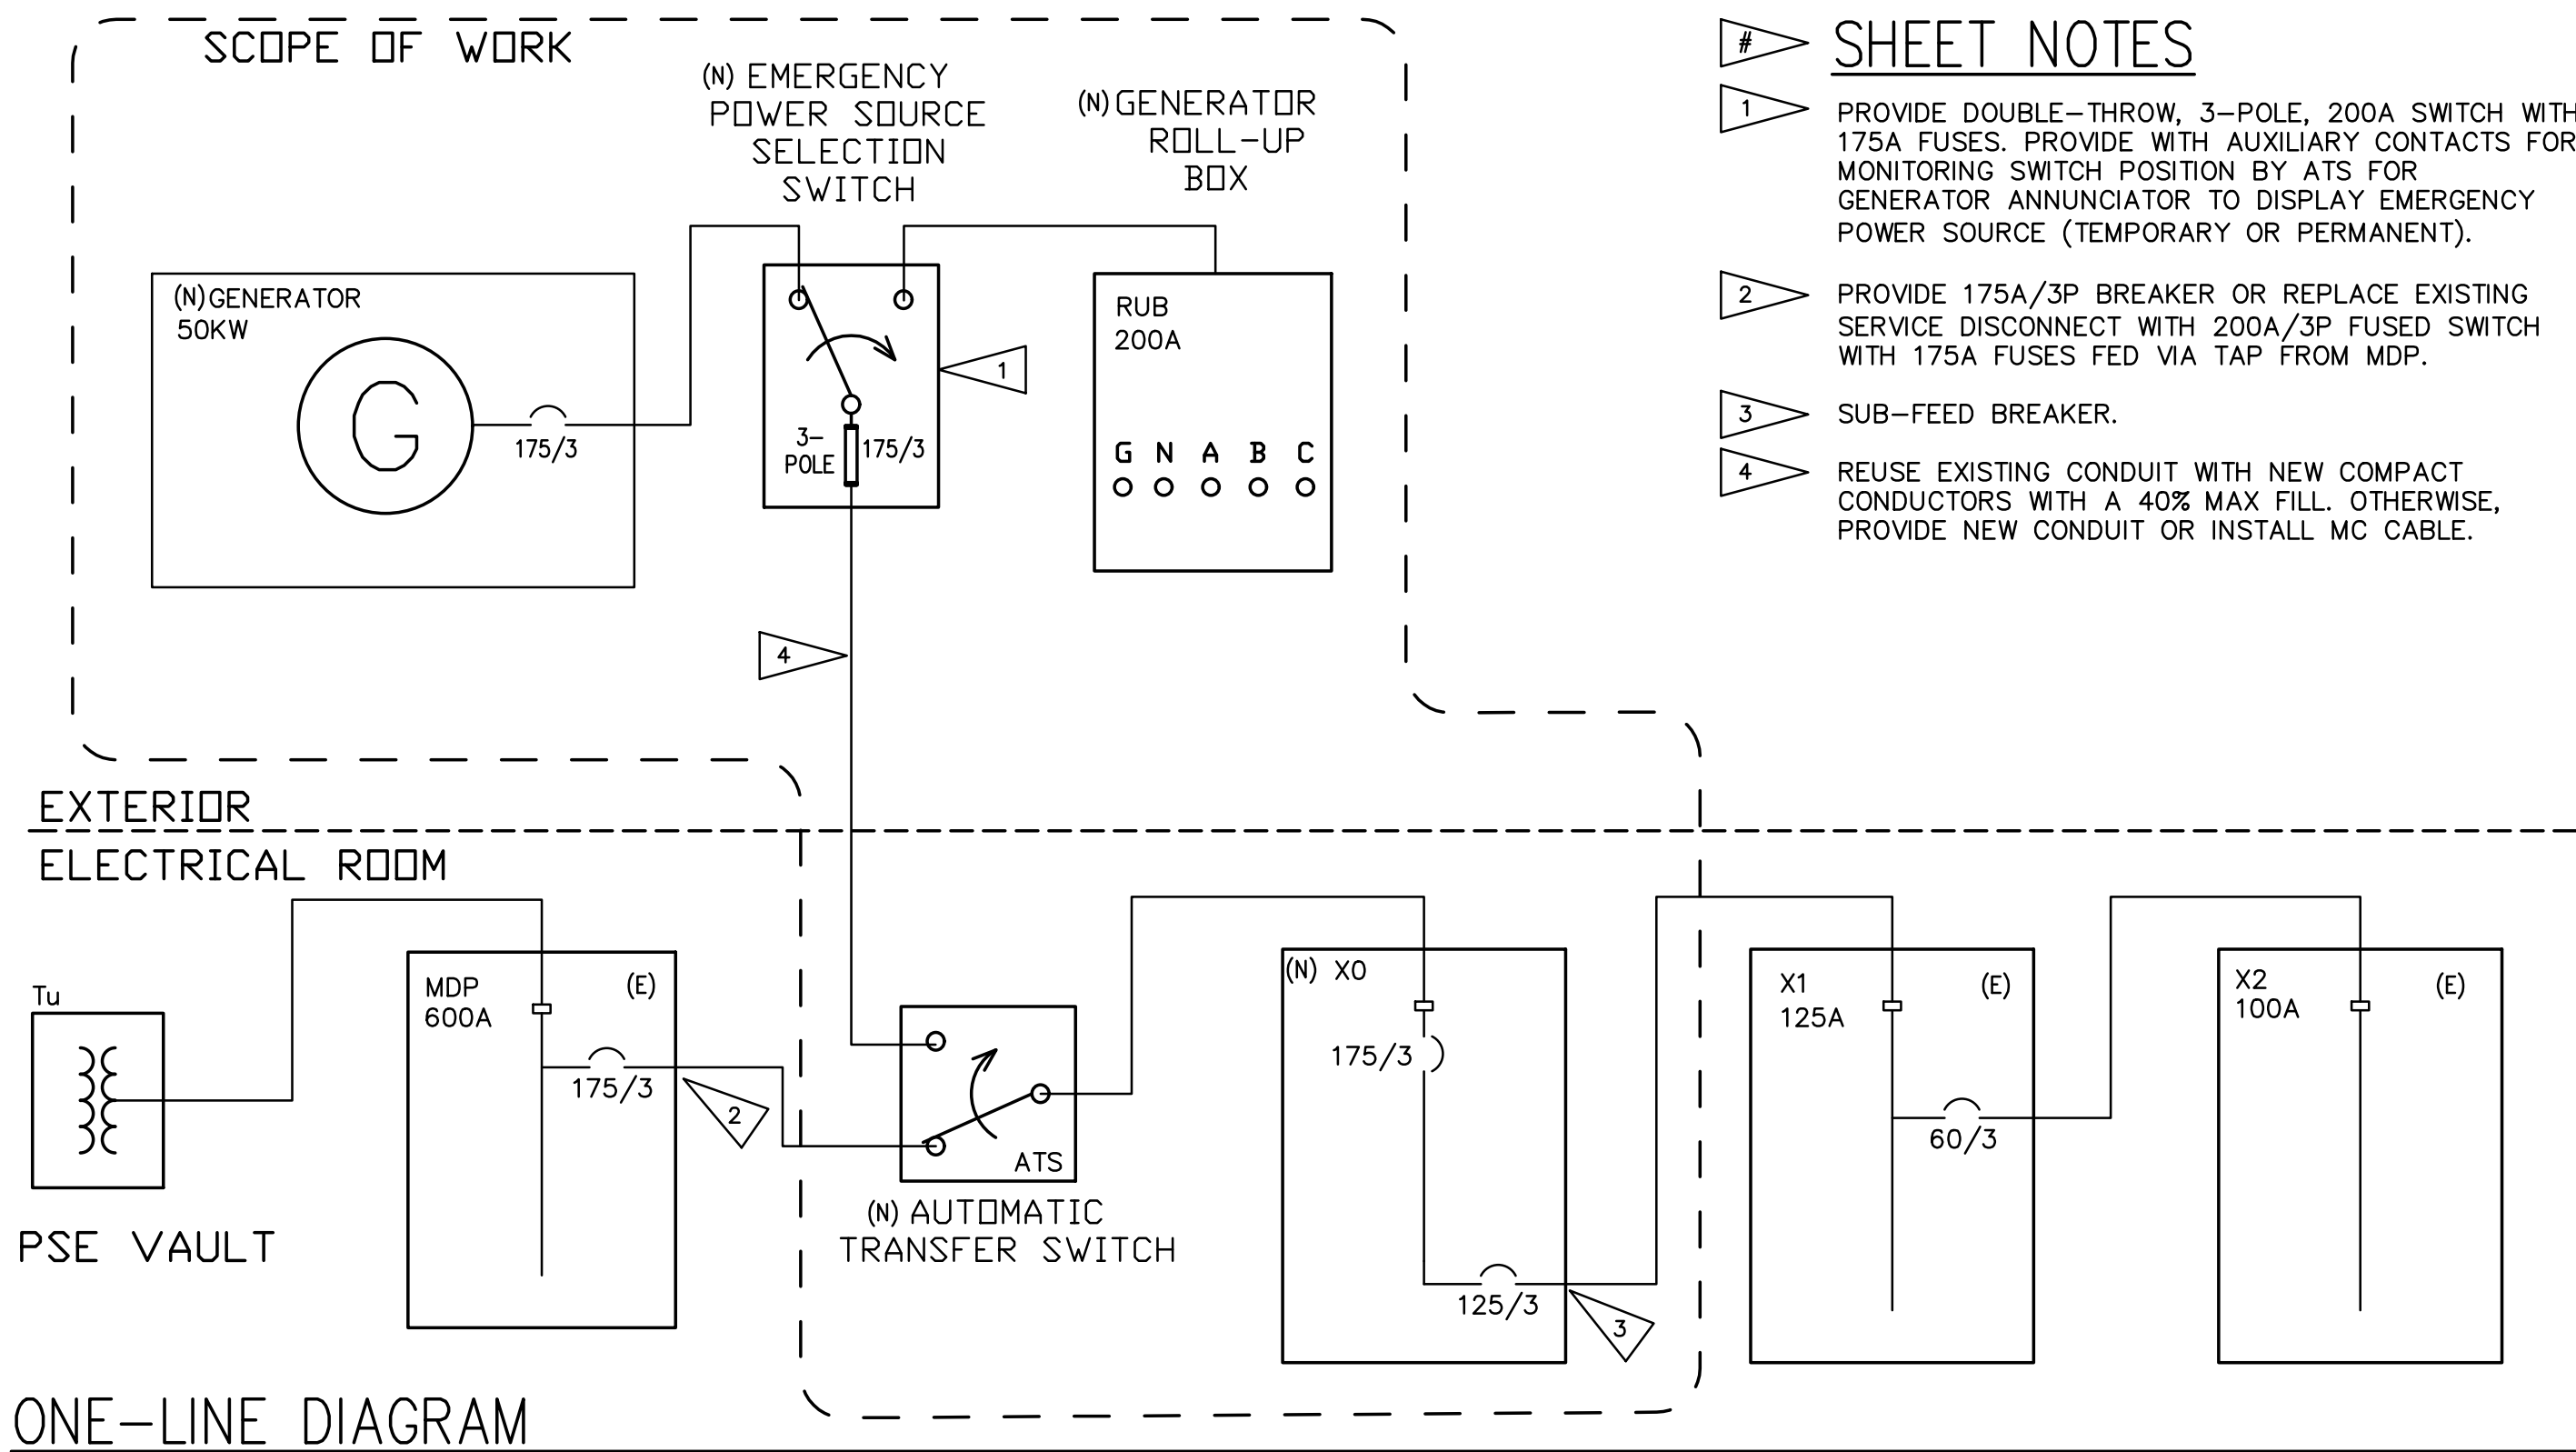 SCOPE OF WORK
(N) EMERGENCY
POWER SOURCE
SELECTION
SWITCH
(N) GENERATOR
ROLL-UP
BOX
(N) GENERATOR
50KW
G
175/3
3-
POLE
175/3
1
RUB
200A
G N A B C
4
# SHEET NOTES
1 PROVIDE DOUBLE-THROW, 3-POLE, 200A SWITCH WITH
175A FUSES. PROVIDE WITH AUXILIARY CONTACTS FOR
MONITORING SWITCH POSITION BY ATS FOR
GENERATOR ANNUNCIATOR TO DISPLAY EMERGENCY
POWER SOURCE (TEMPORARY OR PERMANENT).
2 PROVIDE 175A/3P BREAKER OR REPLACE EXISTING
SERVICE DISCONNECT WITH 200A/3P FUSED SWITCH
WITH 175A FUSES FED VIA TAP FROM MDP.
3 SUB-FEED BREAKER.
4 REUSE EXISTING CONDUIT WITH NEW COMPACT
CONDUCTORS WITH A 40% MAX FILL. OTHERWISE,
PROVIDE NEW CONDUIT OR INSTALL MC CABLE.
EXTERIOR
ELECTRICAL ROOM
Tu
PSE VAULT
MDP (E)
600A
175/3
2
ATS
(N) AUTOMATIC
TRANSFER SWITCH
(N) X0
175/3
125/3
3
X1 (E)
125A
60/3
X2 (E)
100A
ONE-LINE DIAGRAM